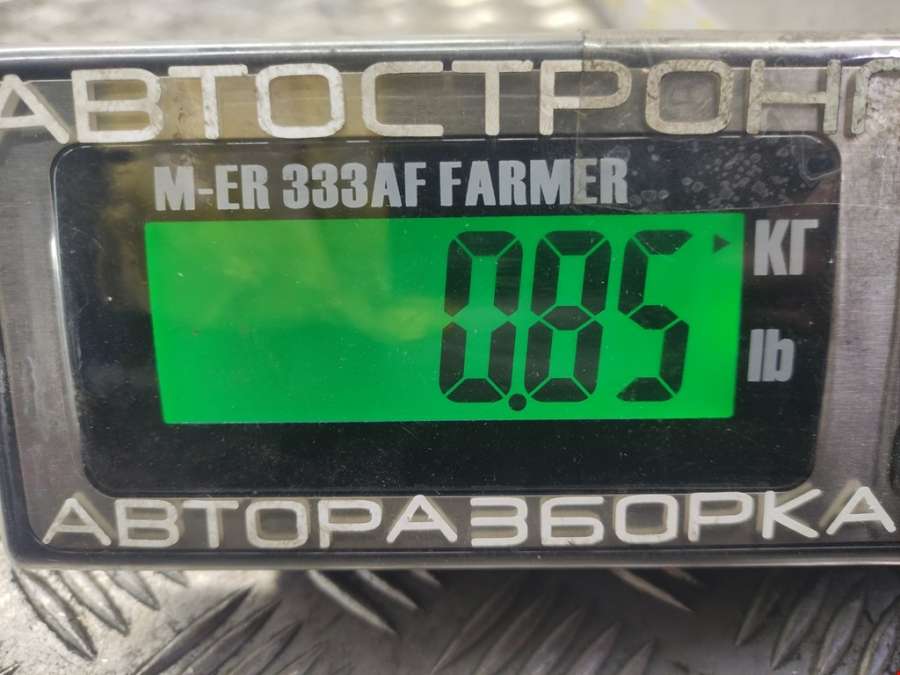 АВТОСТРОНГ
M-ER 333AF FARMER
0.85
КГ
lb
АВТОРАЗБОРКА